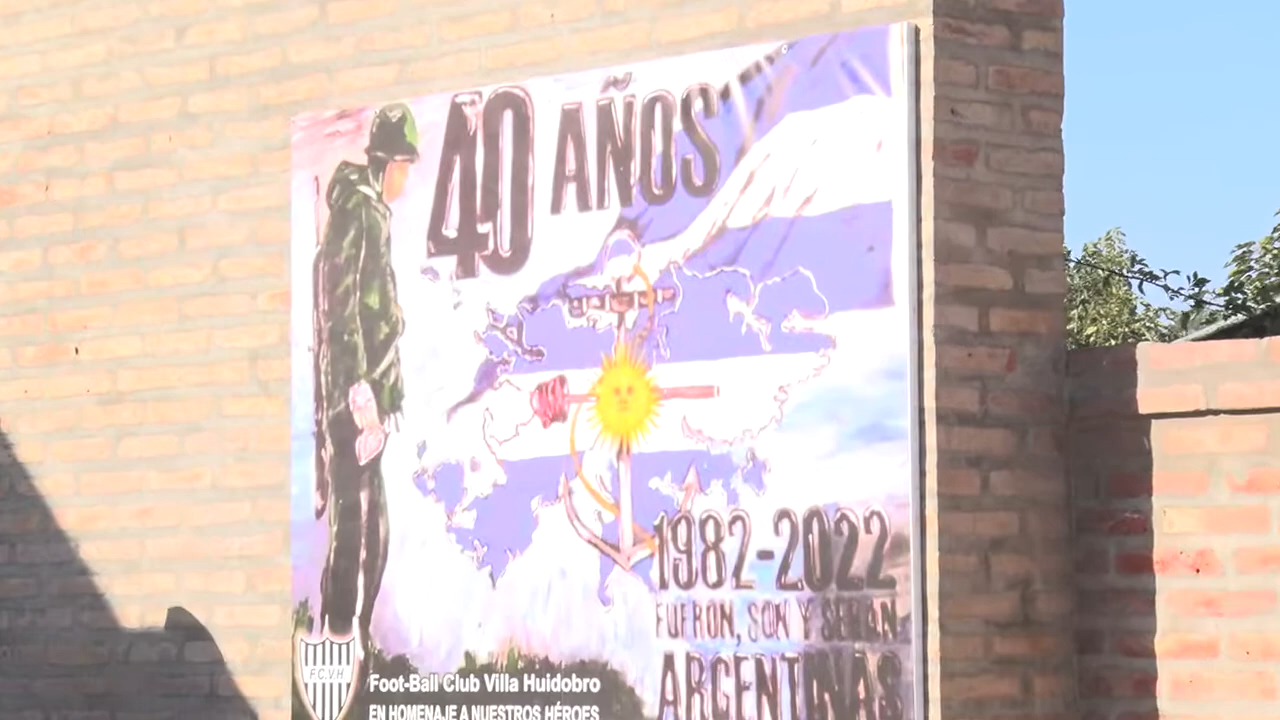 40 AÑOS
1982-2022
FUERON, SON Y SERÁN
ARGENTINAS
F.C.V.H
Foot-Ball Club Villa Huidobro
EN HOMENAJE A NUESTROS HÉROES